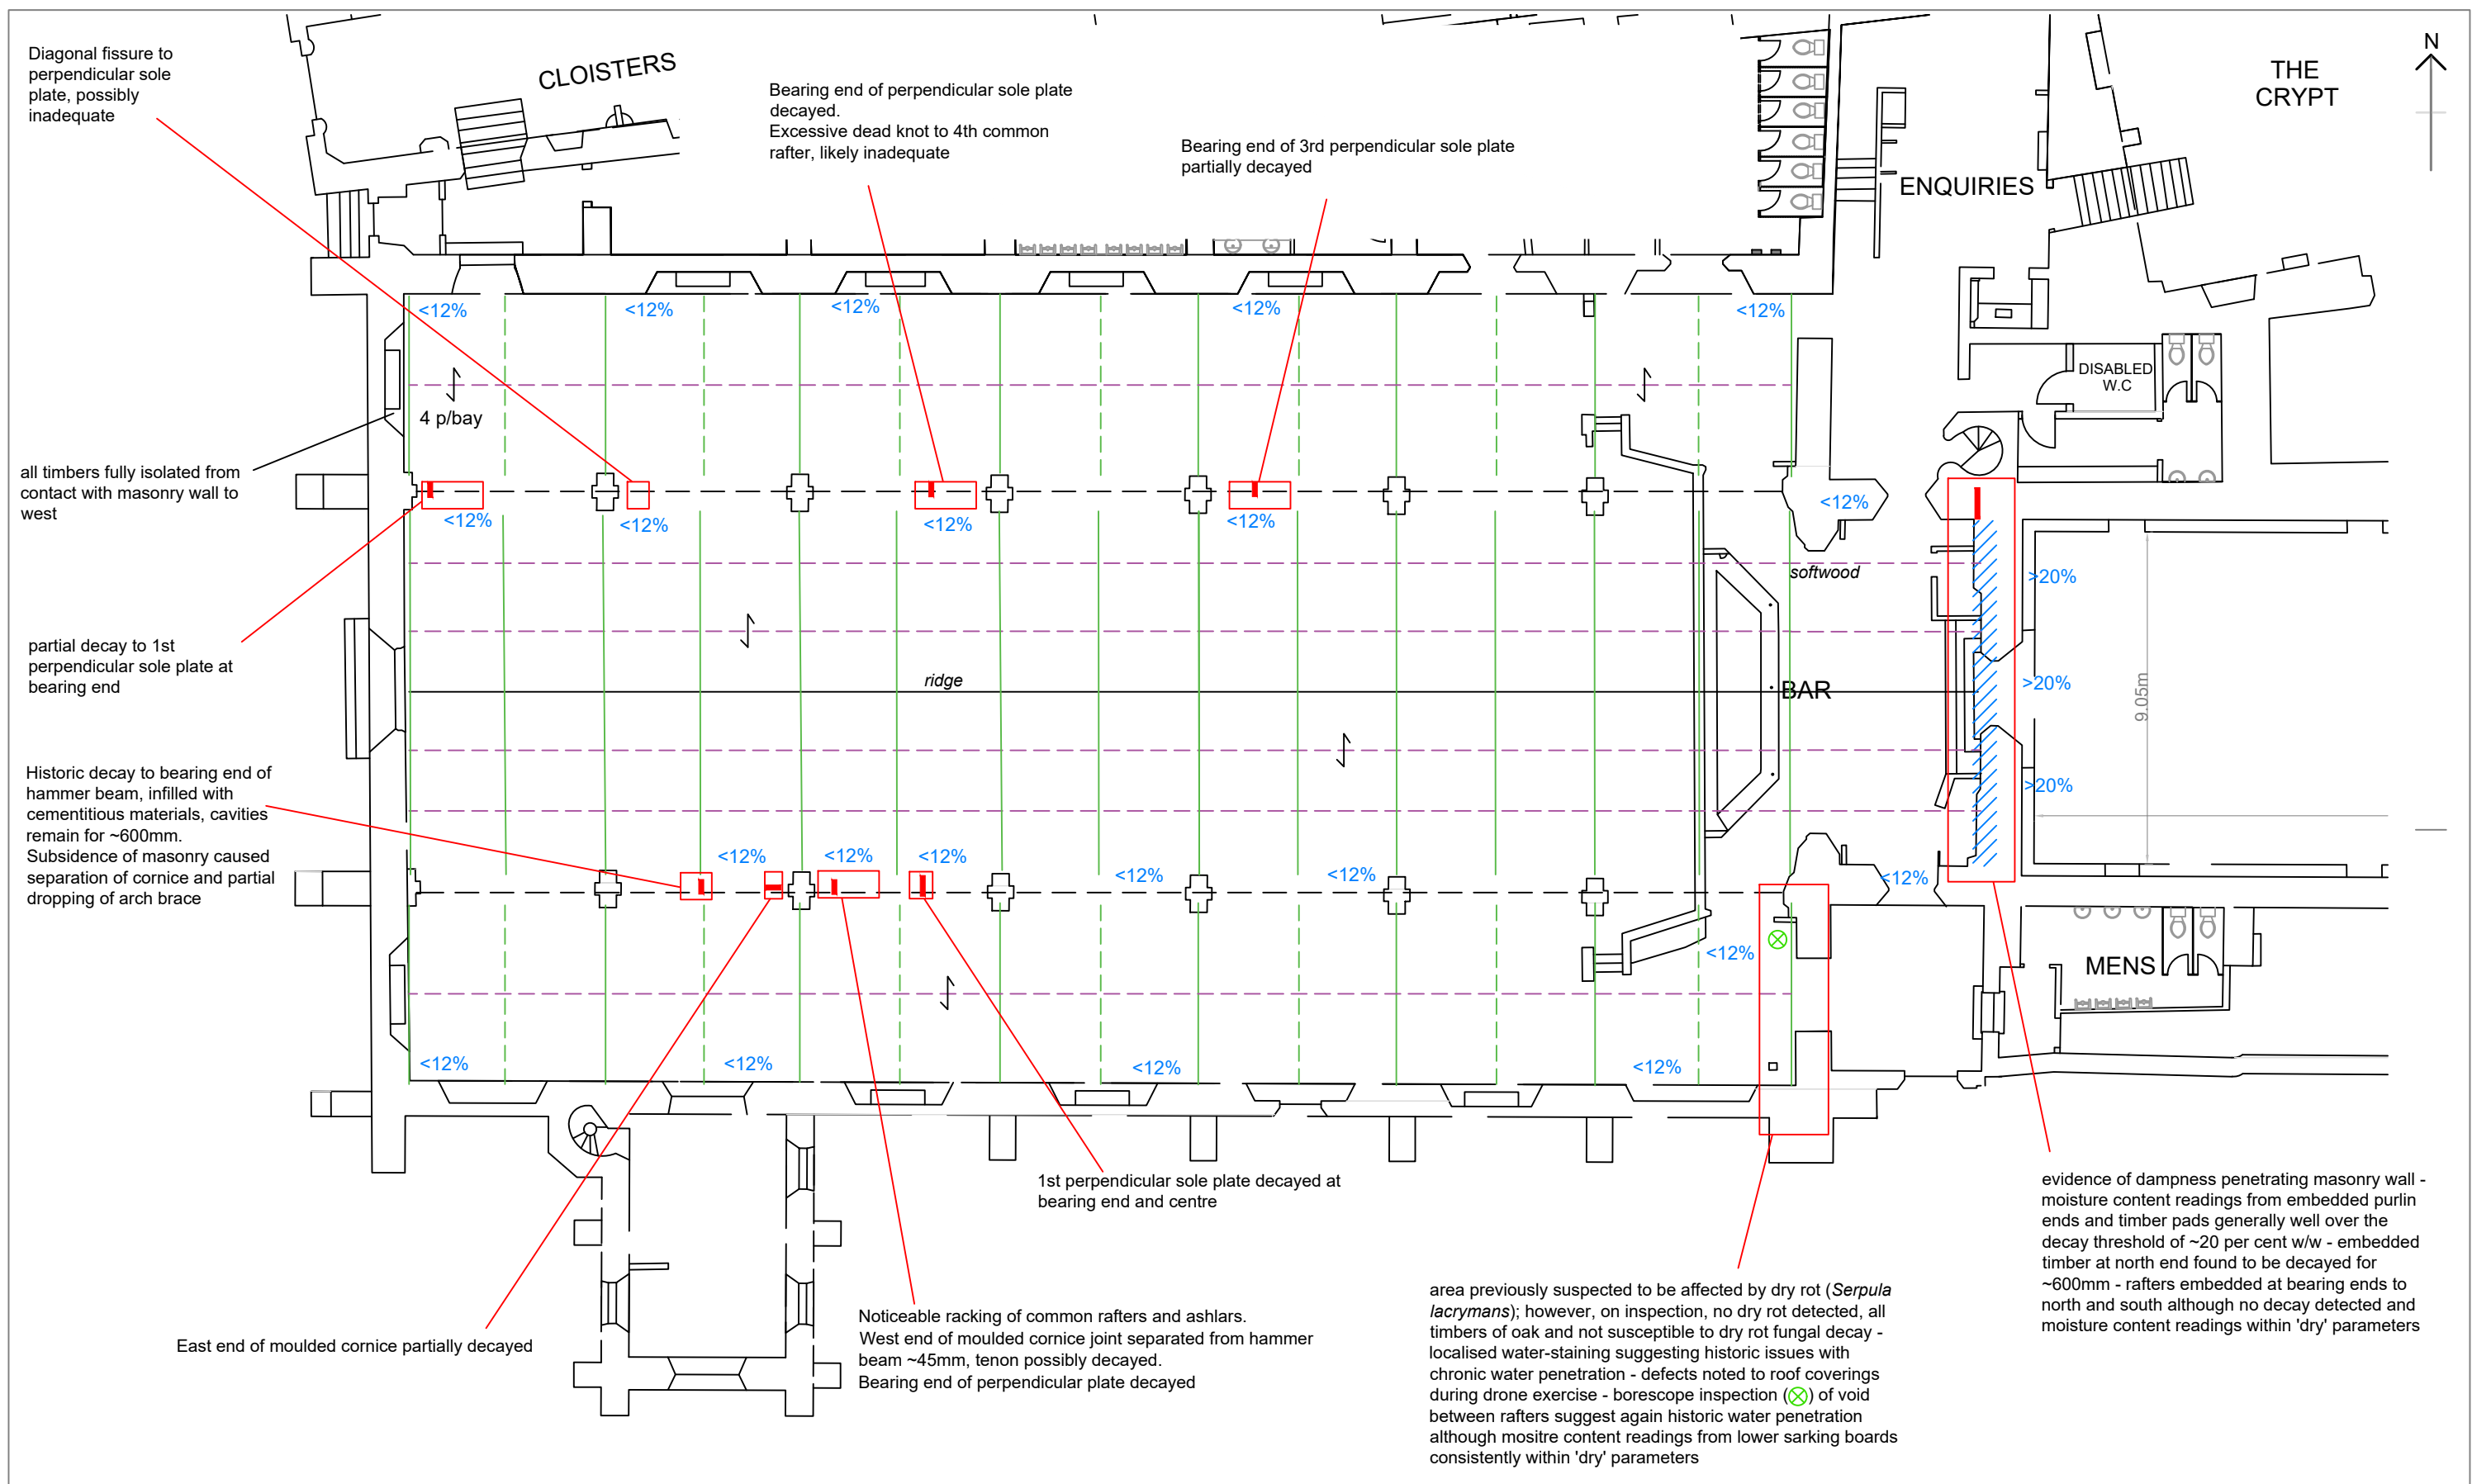 Diagonal fissure to
perpendicular sole
plate, possibly
inadequate
CLOISTERS
Bearing end of perpendicular sole plate
decayed.
Excessive dead knot to 4th common
rafter, likely inadequate
Bearing end of 3rd perpendicular sole plate
partially decayed
ENQUIRIES
THE
CRYPT
N
<12%
<12%
<12%
<12%
<12%
4 p/bay
DISABLED
W.C
all timbers fully isolated from
contact with masonry wall to
west
<12%
<12%
<12%
<12%
<12%
softwood
>20%
partial decay to 1st
perpendicular sole plate at
bearing end
ridge
BAR
>20%
9.05m
>20%
Historic decay to bearing end of
hammer beam, infilled with
cementitious materials, cavities
remain for ~600mm.
Subsidence of masonry caused
separation of cornice and partial
dropping of arch brace
<12%
<12%
<12%
<12%
<12%
<12%
<12%
MENS
<12%
<12%
<12%
<12%
1st perpendicular sole plate decayed at
bearing end and centre
East end of moulded cornice partially decayed
Noticeable racking of common rafters and ashlars.
West end of moulded cornice joint separated from hammer
beam ~45mm, tenon possibly decayed.
Bearing end of perpendicular plate decayed
area previously suspected to be affected by dry rot (Serpula
lacrymans); however, on inspection, no dry rot detected, all
timbers of oak and not susceptible to dry rot fungal decay -
localised water-staining suggesting historic issues with
chronic water penetration - defects noted to roof coverings
during drone exercise - borescope inspection (⊗) of void
between rafters suggest again historic water penetration
although mositre content readings from lower sarking boards
consistently within 'dry' parameters
evidence of dampness penetrating masonry wall -
moisture content readings from embedded purlin
ends and timber pads generally well over the
decay threshold of ~20 per cent w/w - embedded
timber at north end found to be decayed for
~600mm - rafters embedded at bearing ends to
north and south although no decay detected and
moisture content readings within 'dry' parameters